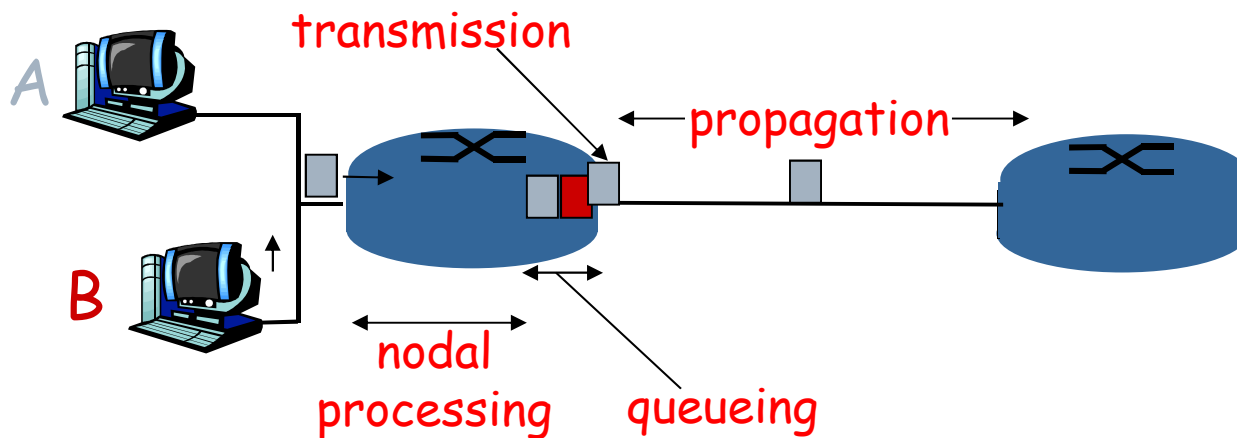 transmission
A
propagation
B
nodal
processing
queueing